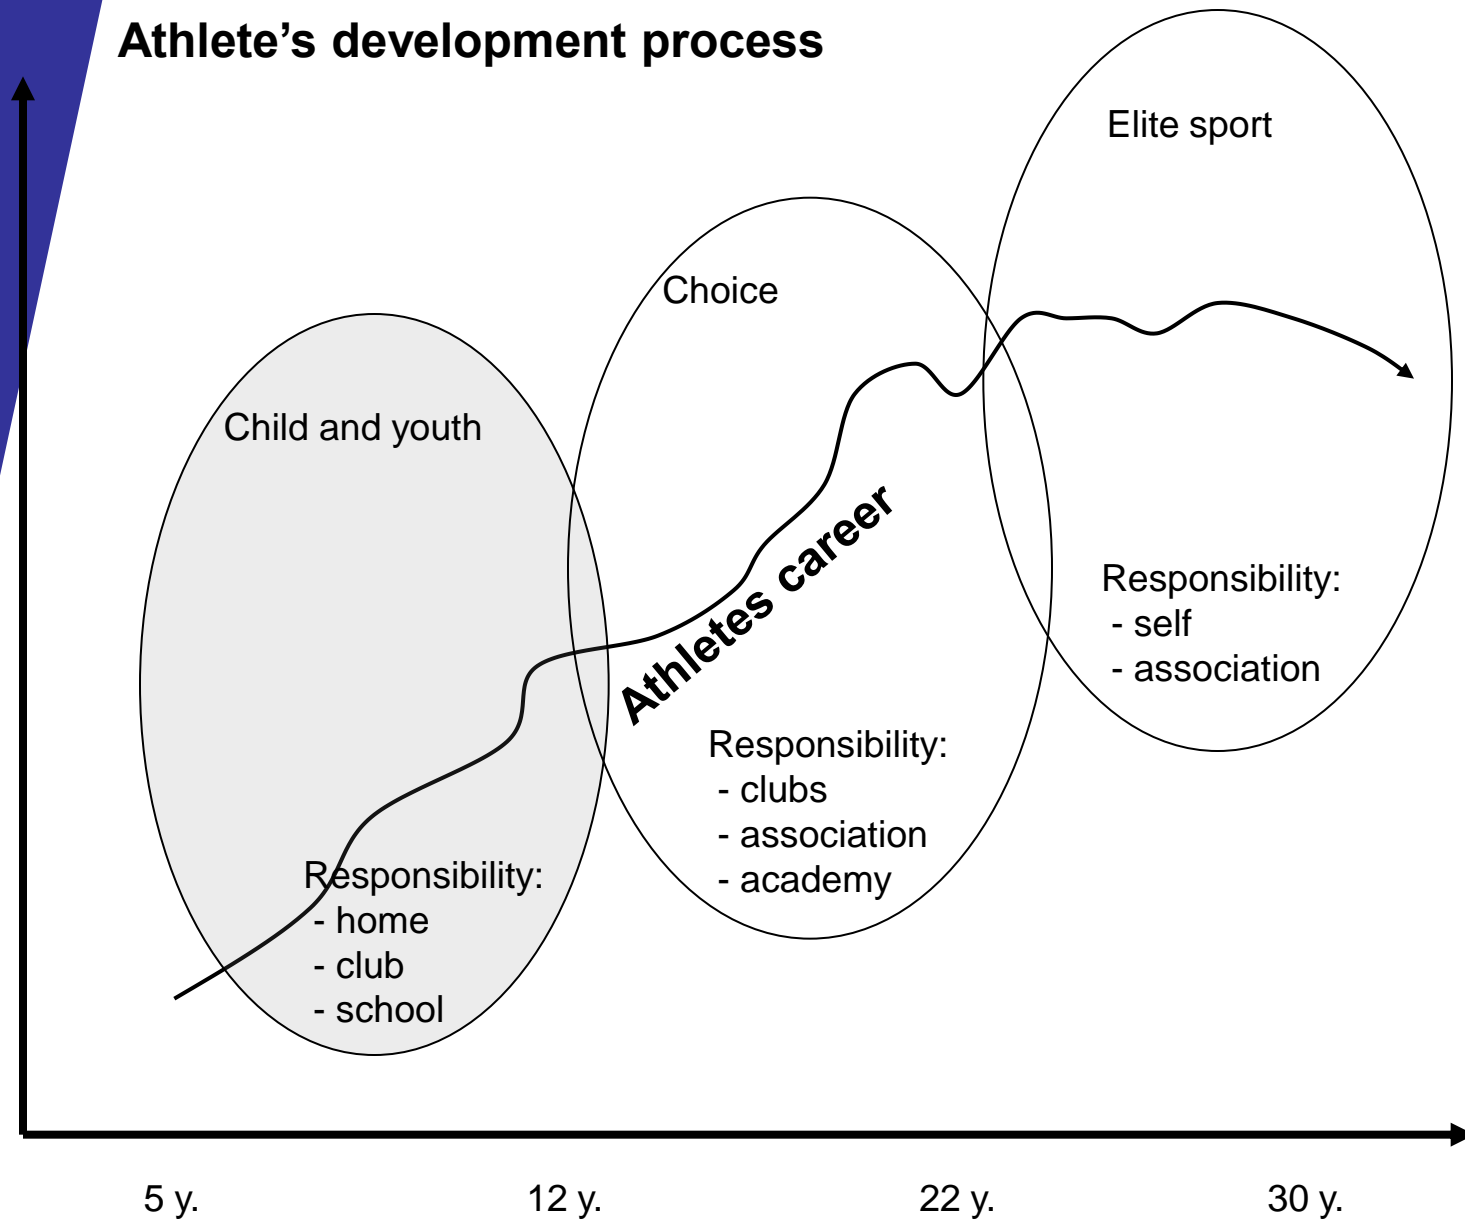 Athlete's development process
Elite sport
Choice
Child and youth
Athletes career
Responsibility:
- self
- association
Responsibility:
- clubs
- association
- academy
Responsibility:
- home
- club
- school
5 y.
12 y.
22 y.
30 y.